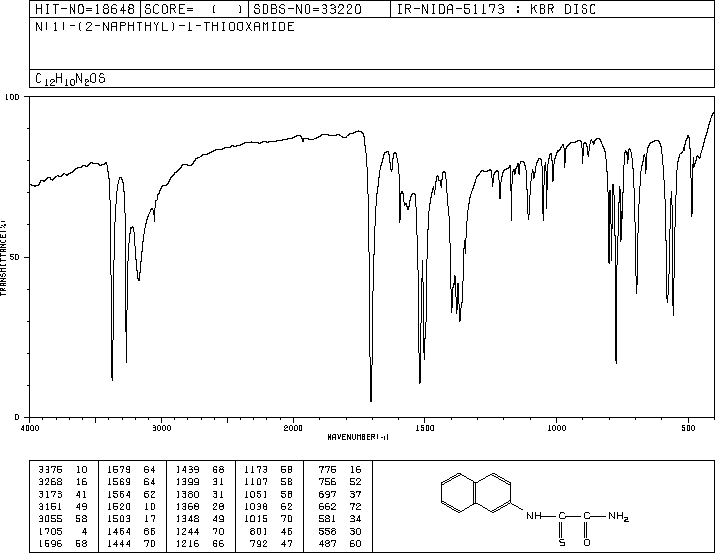 HIT-NO=18648 SCORE= ( ) SDBS-NO=33220 IR-NIDA-51173 : KBR DISC
N(1)-(2-NAPHTHYL)-1-THIOOXAMIDE
C12H10N2OS
100
50
0
TRANSMITTANCE(%)
4000 3000 2000 1500 1000 500
WAVENUMBER(-1)
3375 10 1579 64 1439 68 1173 58 775 16
3268 16 1569 64 1399 31 1107 58 756 52
3173 41 1564 62 1380 31 1051 58 697 37
3161 49 1520 10 1368 28 1038 62 662 72
3055 58 1503 17 1348 49 1015 70 581 34
1705 4 1464 66 1244 70 801 46 558 30
1596 58 1444 70 1216 66 792 47 487 60
NH C C NH2
S O